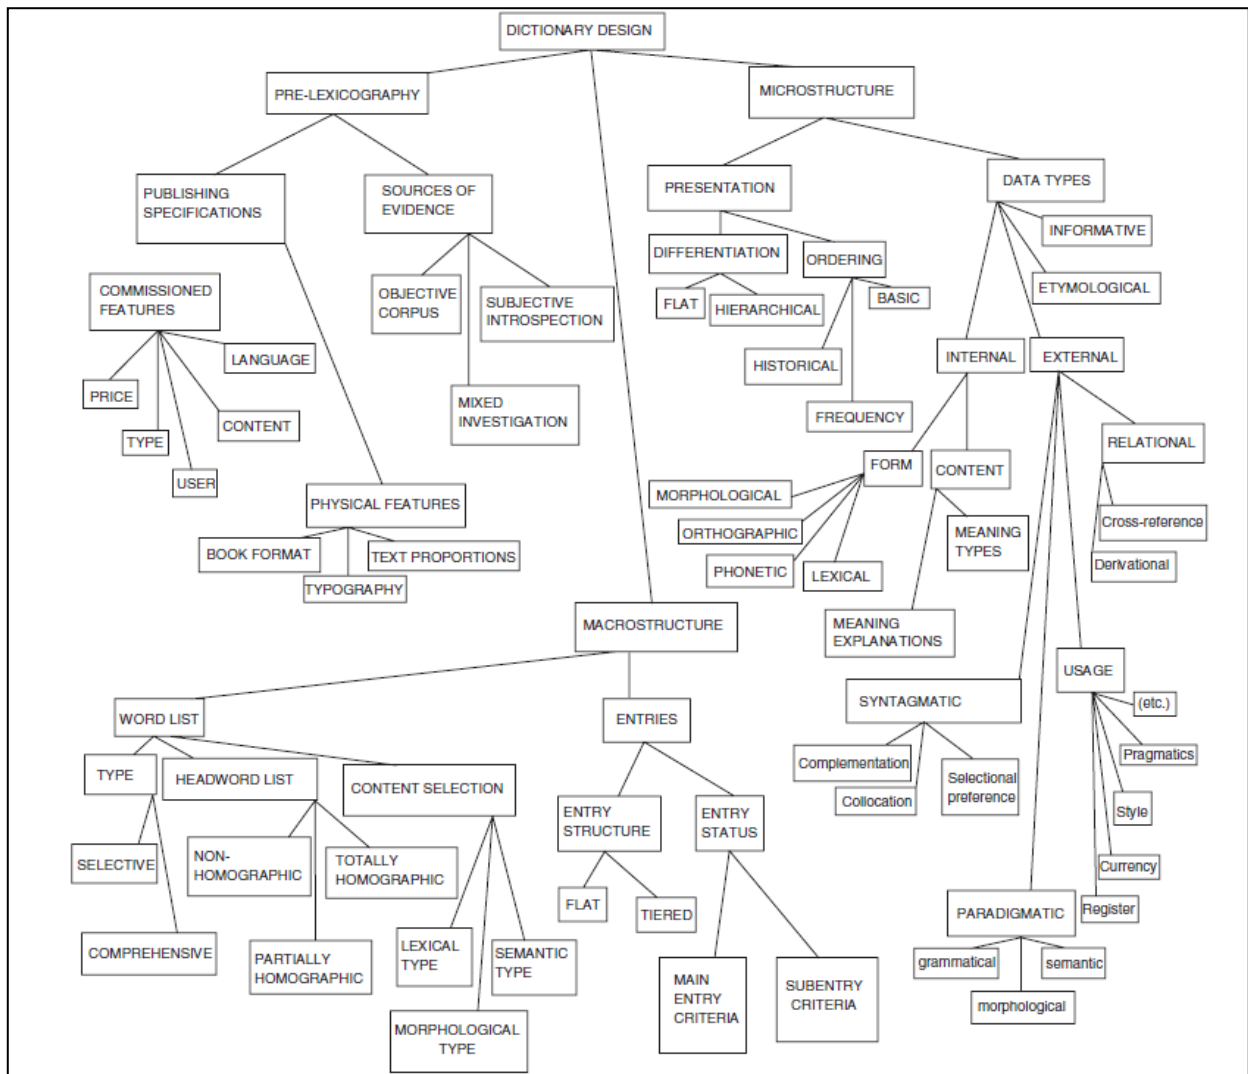 DICTIONARY DESIGN
PRE-LEXICOGRAPHY
MICROSTRUCTURE
PUBLISHING
SPECIFICATIONS
SOURCES OF
EVIDENCE
PRESENTATION
DATA TYPES
INFORMATIVE
ETYMOLOGICAL
DIFFERENTIATION
ORDERING
FLAT
HIERARCHICAL
BASIC
HISTORICAL
FREQUENCY
COMMISSIONED
FEATURES
OBJECTIVE
CORPUS
SUBJECTIVE
INTROSPECTION
MIXED
INVESTIGATION
LANGUAGE
PRICE
TYPE
USER
CONTENT
PHYSICAL FEATURES
BOOK FORMAT
TYPOGRAPHY
TEXT PROPORTIONS
INTERNAL
EXTERNAL
FORM
CONTENT
RELATIONAL
MORPHOLOGICAL
ORTHOGRAPHIC
PHONETIC
LEXICAL
MEANING
TYPES
MEANING
EXPLANATIONS
Cross-reference
Derivational
MACROSTRUCTURE
WORD LIST
ENTRIES
SYNTAGMATIC
USAGE
(etc.)
Pragmatics
Style
Currency
Register
Complementation
Collocation
Selectional
preference
TYPE
HEADWORD LIST
CONTENT SELECTION
ENTRY
STRUCTURE
ENTRY
STATUS
SELECTIVE
COMPREHENSIVE
NON-
HOMOGRAPHIC
TOTALLY
HOMOGRAPHIC
PARTIALLY
HOMOGRAPHIC
LEXICAL
TYPE
SEMANTIC
TYPE
MORPHOLOGICAL
TYPE
FLAT
TIERED
MAIN
ENTRY
CRITERIA
SUBENTRY
CRITERIA
PARADIGMATIC
grammatical
semantic
morphological